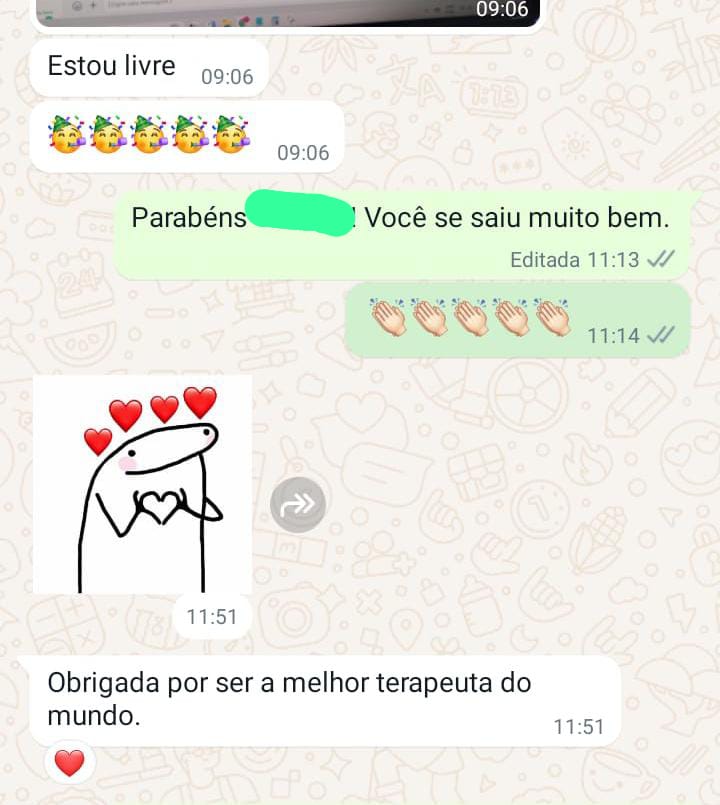 09:06
Estou livre 09:06
🥳🥳🥳🥳🥳 09:06
Parabéns ! Você se saiu muito bem.
Editada 11:13
👏🏻👏🏻👏🏻👏🏻👏🏻 11:14
11:51
Obrigada por ser a melhor terapeuta do
mundo. 11:51
❤️